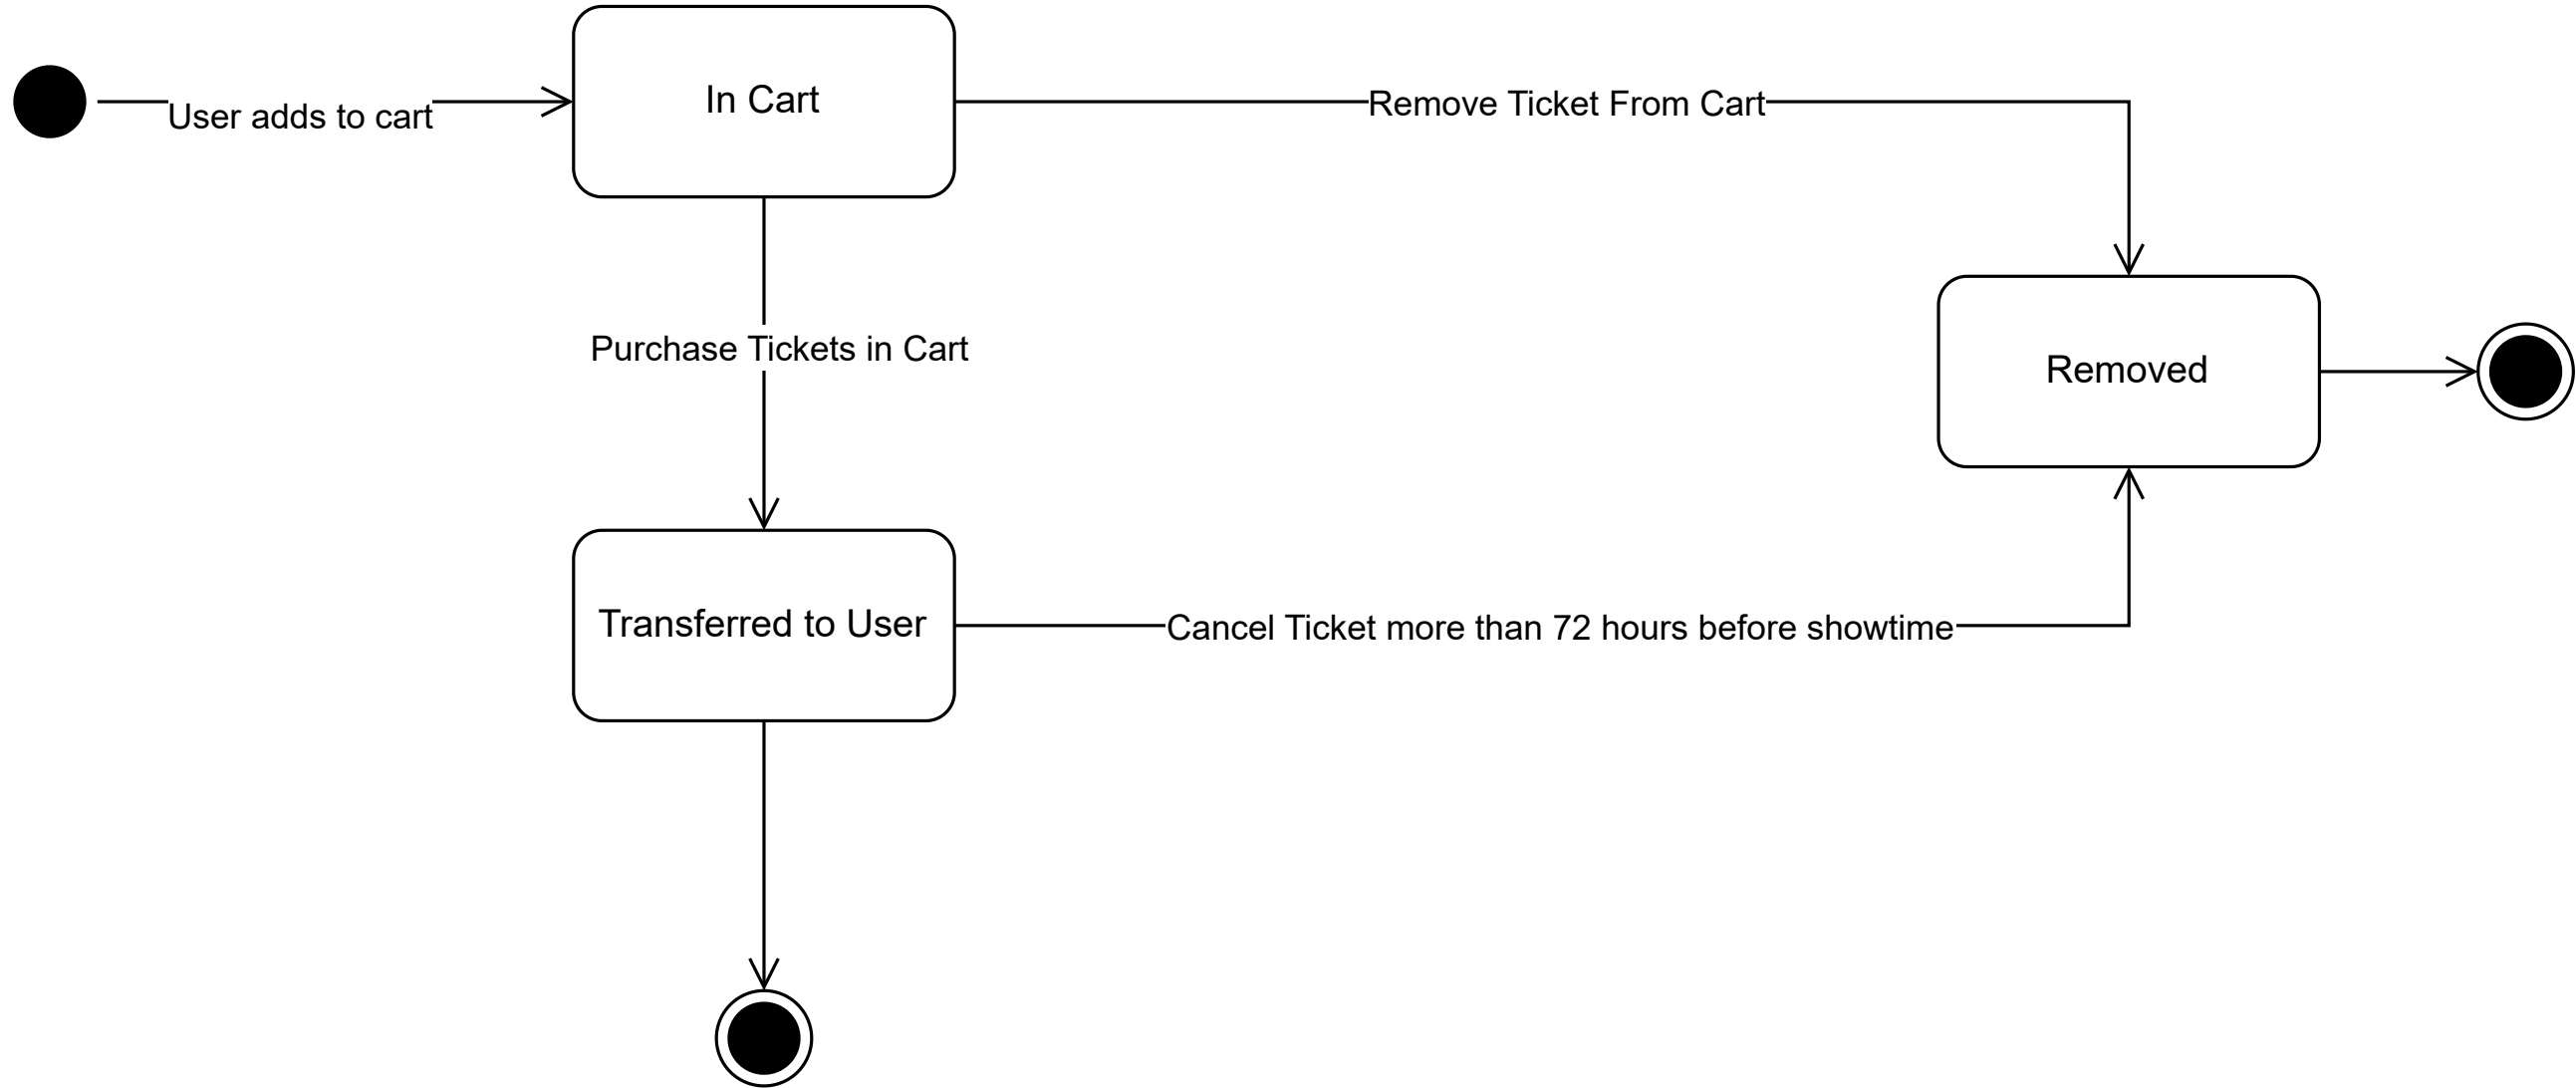 In Cart
User adds to cart
Remove Ticket From Cart
Purchase Tickets in Cart
Removed
Transferred to User
Cancel Ticket more than 72 hours before showtime